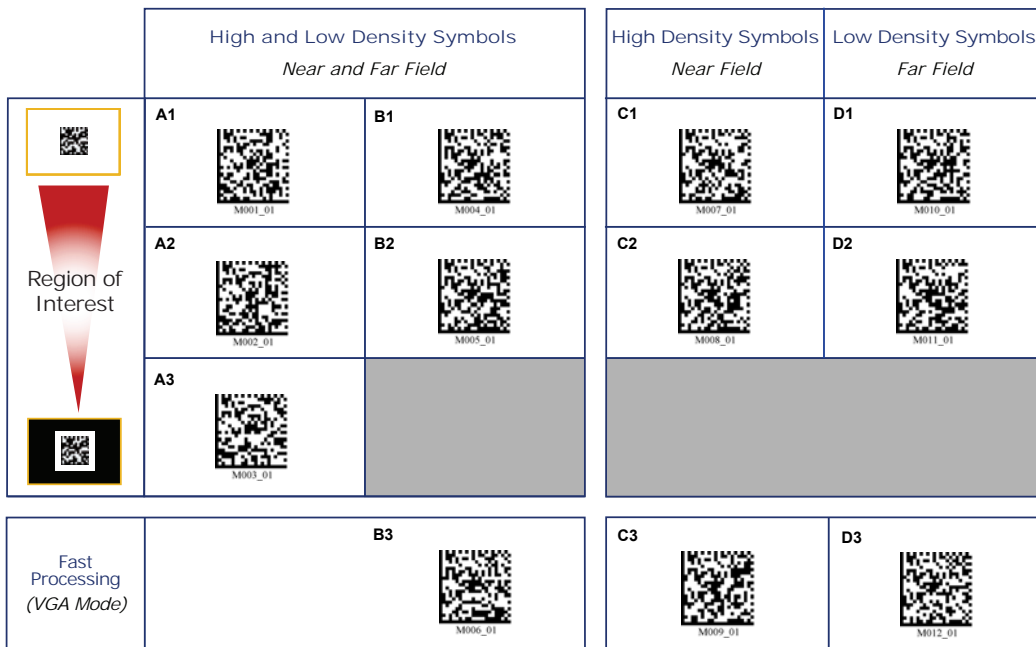 High and Low Density Symbols
Near and Far Field
High Density Symbols
Near Field
Low Density Symbols
Far Field
Region of
Interest
A1
M001_01
B1
M004_01
C1
M007_01
D1
M010_01
A2
M002_01
B2
M005_01
C2
M008_01
D2
M011_01
A3
M003_01
Fast
Processing
(VGA Mode)
B3
M006_01
C3
M009_01
D3
M012_01